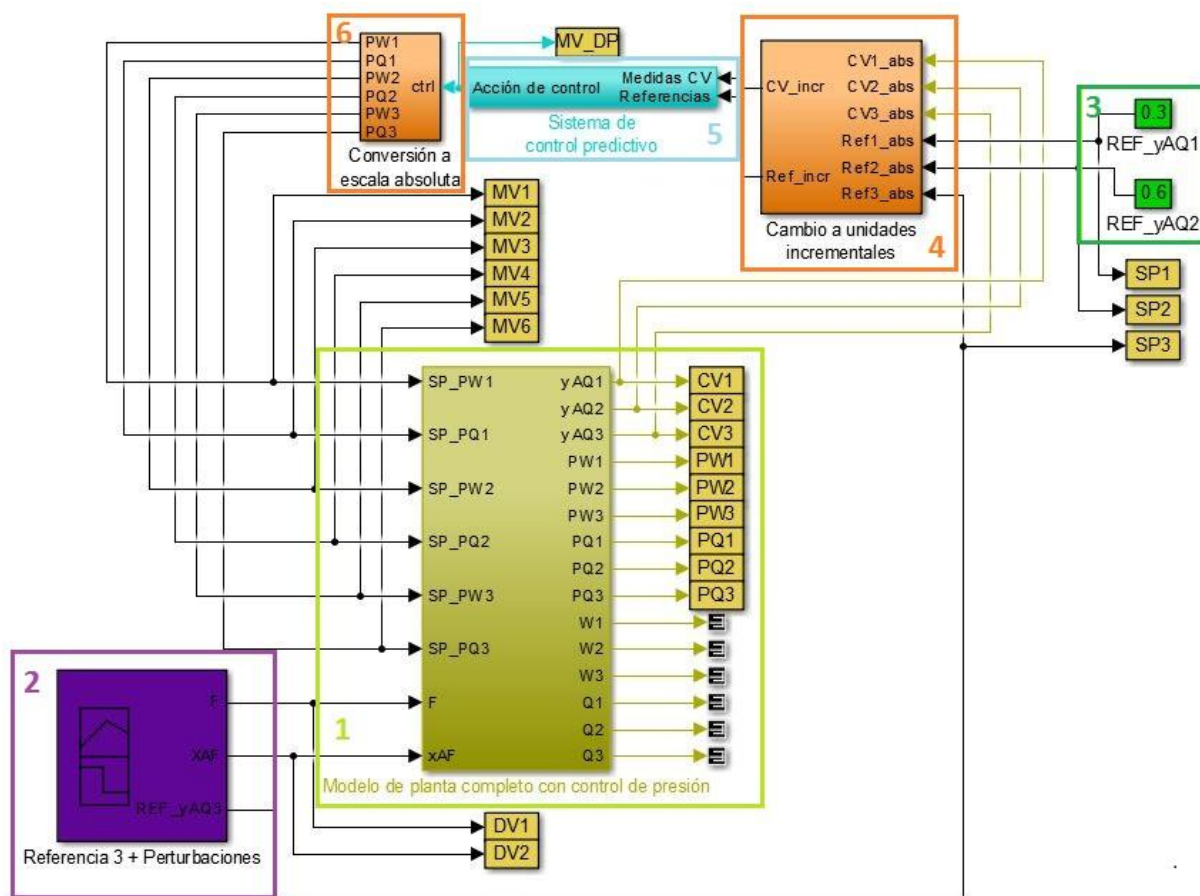 6
PW1
PQ1
PW2
PQ2
PW3
PQ3
ctrl
Conversión a
escala absoluta
MV_DP
Acción de control
Medidas CV
Referencias
Sistema de
control predictivo
5
CV_incr
Ref_incr
CV1_abs
CV2_abs
CV3_abs
Ref1_abs
Ref2_abs
Ref3_abs
Cambio a unidades
incrementales
4
3
0.3
REF_yAQ1
0.6
REF_yAQ2
SP1
SP2
SP3
MV1
MV2
MV3
MV4
MV5
MV6
SP_PW1
SP_PQ1
SP_PW2
SP_PQ2
SP_PW3
SP_PQ3
F
xAF
yAQ1
yAQ2
yAQ3
PW1
PW2
PW3
PQ1
PQ2
PQ3
W1
W2
W3
Q1
Q2
Q3
CV1
CV2
CV3
PW1
PW2
PW3
PQ1
PQ2
PQ3
1
Modelo de planta completo con control de presión
2
F
XAF
REF_yAQ3
Referencia 3 + Perturbaciones
DV1
DV2